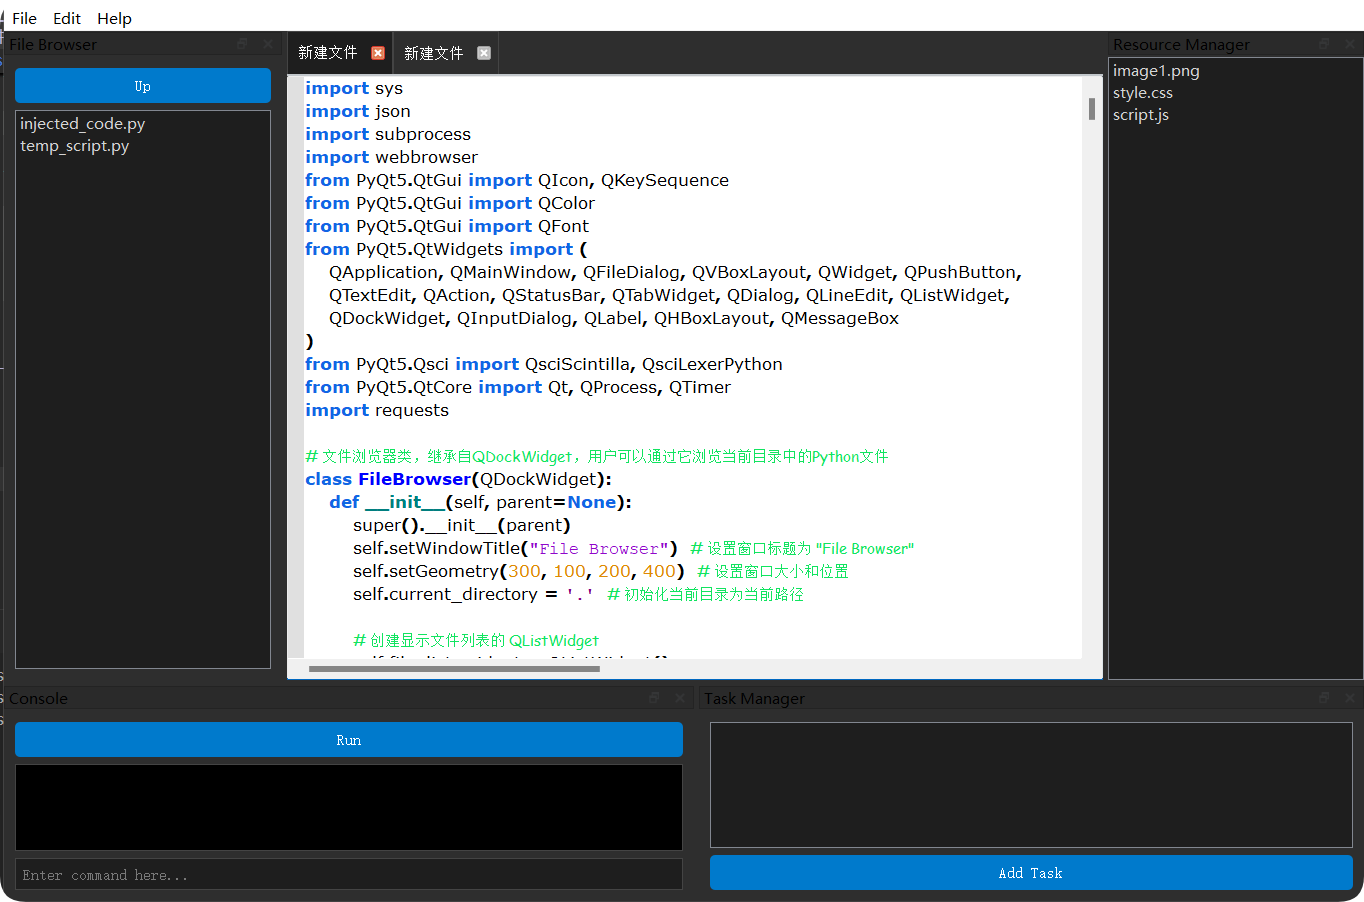 File Edit Help
File Browser
Up
injected_code.py
temp_script.py
新建文件 新建文件
import sys
import json
import subprocess
import webbrowser
from PyQt5.QtGui import QIcon, QKeySequence
from PyQt5.QtGui import QColor
from PyQt5.QtGui import QFont
from PyQt5.QtWidgets import (
QApplication, QMainWindow, QFileDialog, QVBoxLayout, QWidget, QPushButton,
QTextEdit, QAction, QStatusBar, QTabWidget, QDialog, QLineEdit, QListWidget,
QDockWidget, QInputDialog, QLabel, QHBoxLayout, QMessageBox
)
from PyQt5.Qsci import QsciScintilla, QsciLexerPython
from PyQt5.QtCore import Qt, QProcess, QTimer
import requests
# 文件浏览器类，继承自QDockWidget，用户可以通过它浏览当前目录中的Python文件
class FileBrowser(QDockWidget):
def __init__(self, parent=None):
super().__init__(parent)
self.setWindowTitle("File Browser") # 设置窗口标题为 "File Browser"
self.setGeometry(300, 100, 200, 400) # 设置窗口大小和位置
self.current_directory = '.' # 初始化当前目录为当前路径
# 创建显示文件列表的 QListWidget
Resource Manager
image1.png
style.css
script.js
Console
Run
Enter command here...
Task Manager
Add Task